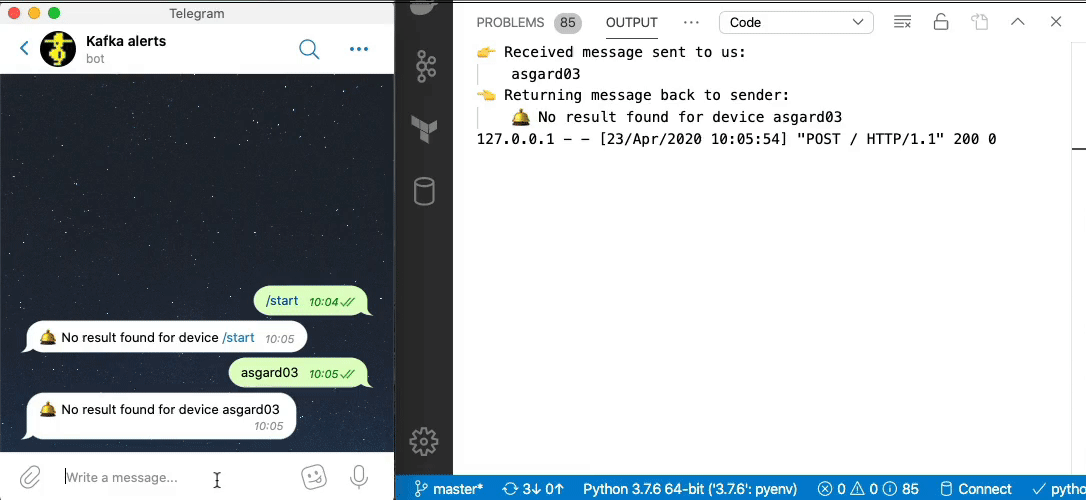 Telegram
Kafka alerts
bot
/start 10:04
🛎 No result found for device /start 10:05
asgard03 10:05
🛎 No result found for device asgard03
10:05
Write a message...
PROBLEMS 85 OUTPUT ··· Code
👉 Received message sent to us:
asgard03
👈 Returning message back to sender:
🛎 No result found for device asgard03
127.0.0.1 - - [23/Apr/2020 10:05:54] "POST / HTTP/1.1" 200 0
master* 3↓ 0↑ Python 3.7.6 64-bit ('3.7.6': pyenv) 0 0 85 Connect pytho